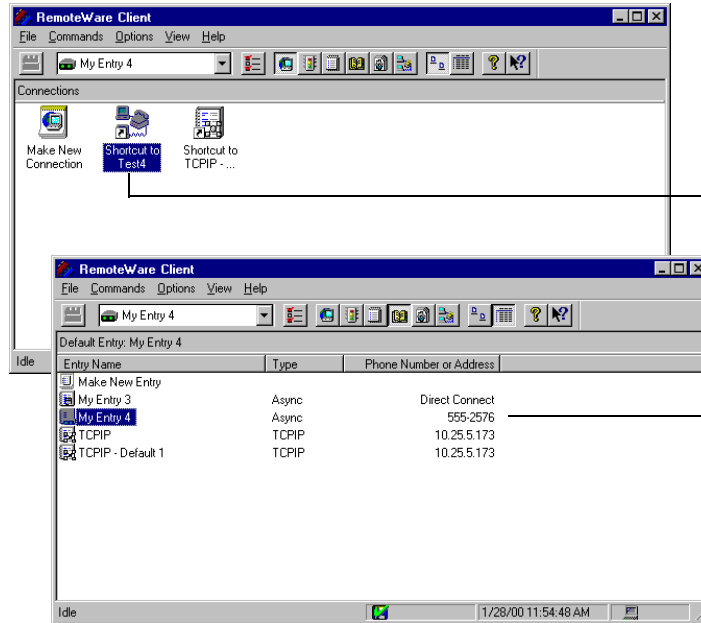 RemoteWare Client
File Commands Options View Help
My Entry 4
Connections
Make New Connection
Shortcut to Test4
Shortcut to TCPIP - ...
Idle
RemoteWare Client
File Commands Options View Help
My Entry 4
Default Entry: My Entry 4
Entry Name Type Phone Number or Address
Make New Entry
My Entry 3 Async Direct Connect
My Entry 4 Async 555-2576
TCPIP TCPIP 10.25.5.173
TCPIP - Default 1 TCPIP 10.25.5.173
Idle 1/28/00 11:54:48 AM